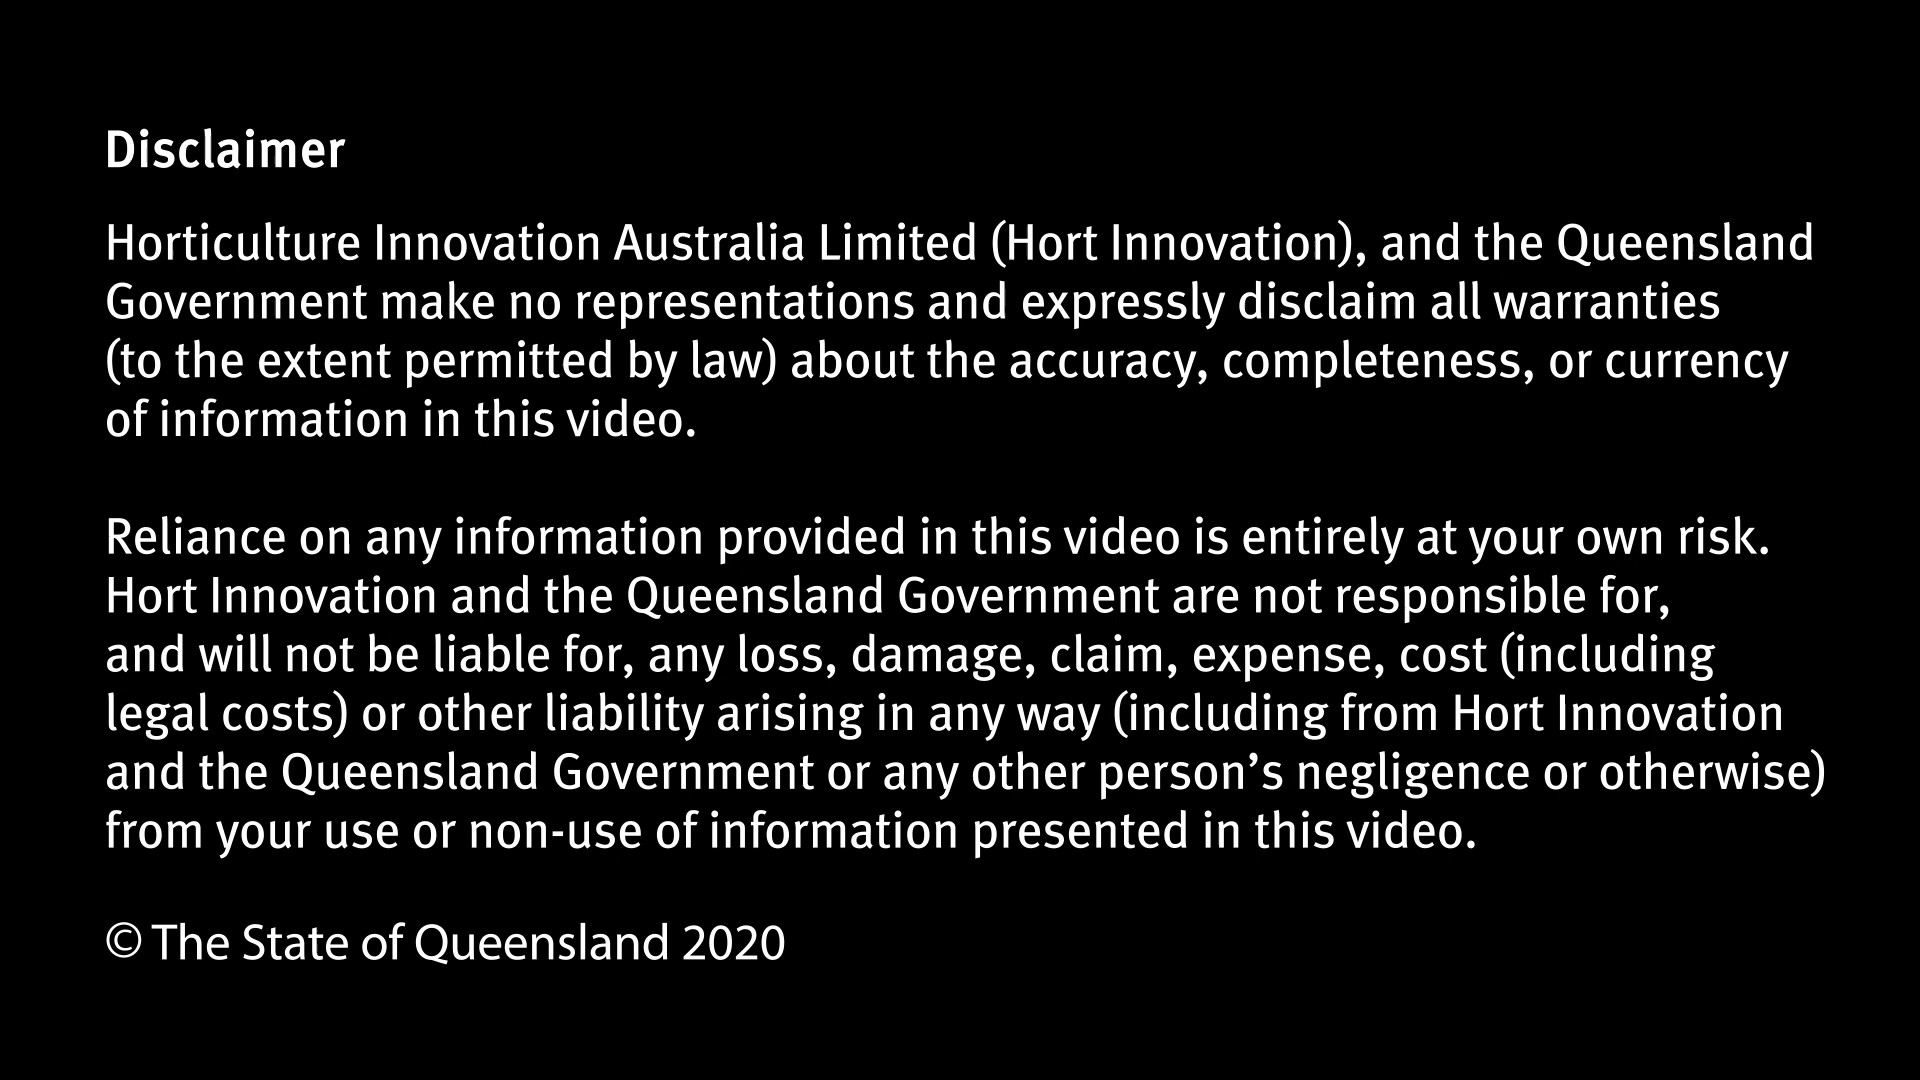 Disclaimer
Horticulture Innovation Australia Limited (Hort Innovation), and the Queensland
Government make no representations and expressly disclaim all warranties
(to the extent permitted by law) about the accuracy, completeness, or currency
of information in this video.
Reliance on any information provided in this video is entirely at your own risk.
Hort Innovation and the Queensland Government are not responsible for,
and will not be liable for, any loss, damage, claim, expense, cost (including
legal costs) or other liability arising in any way (including from Hort Innovation
and the Queensland Government or any other person’s negligence or otherwise)
from your use or non-use of information presented in this video.
© The State of Queensland 2020